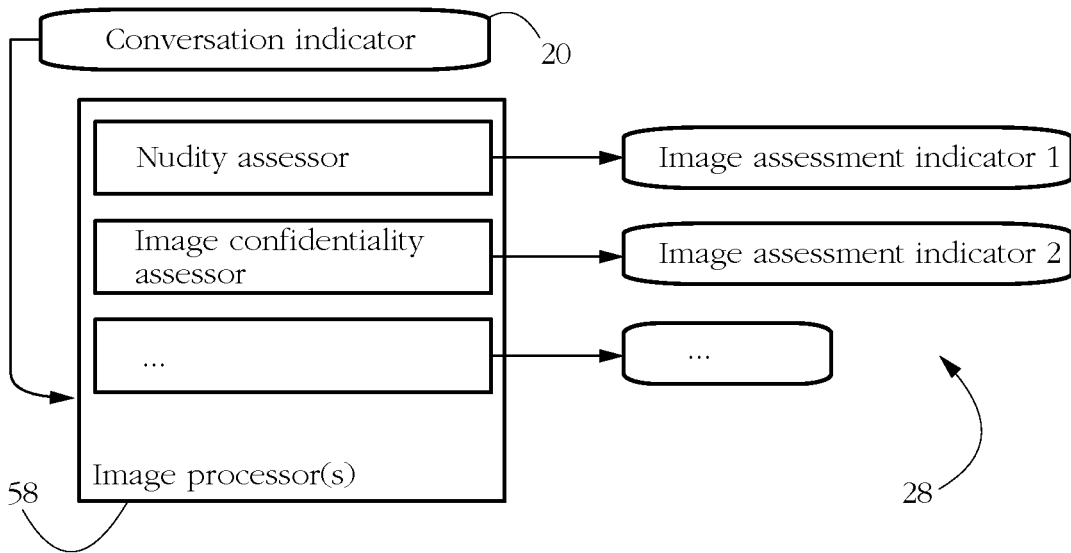 Conversation indicator
20
Nudity assessor
Image assessment indicator 1
Image confidentiality
assessor
Image assessment indicator 2
...
...
Image processor(s)
58
28